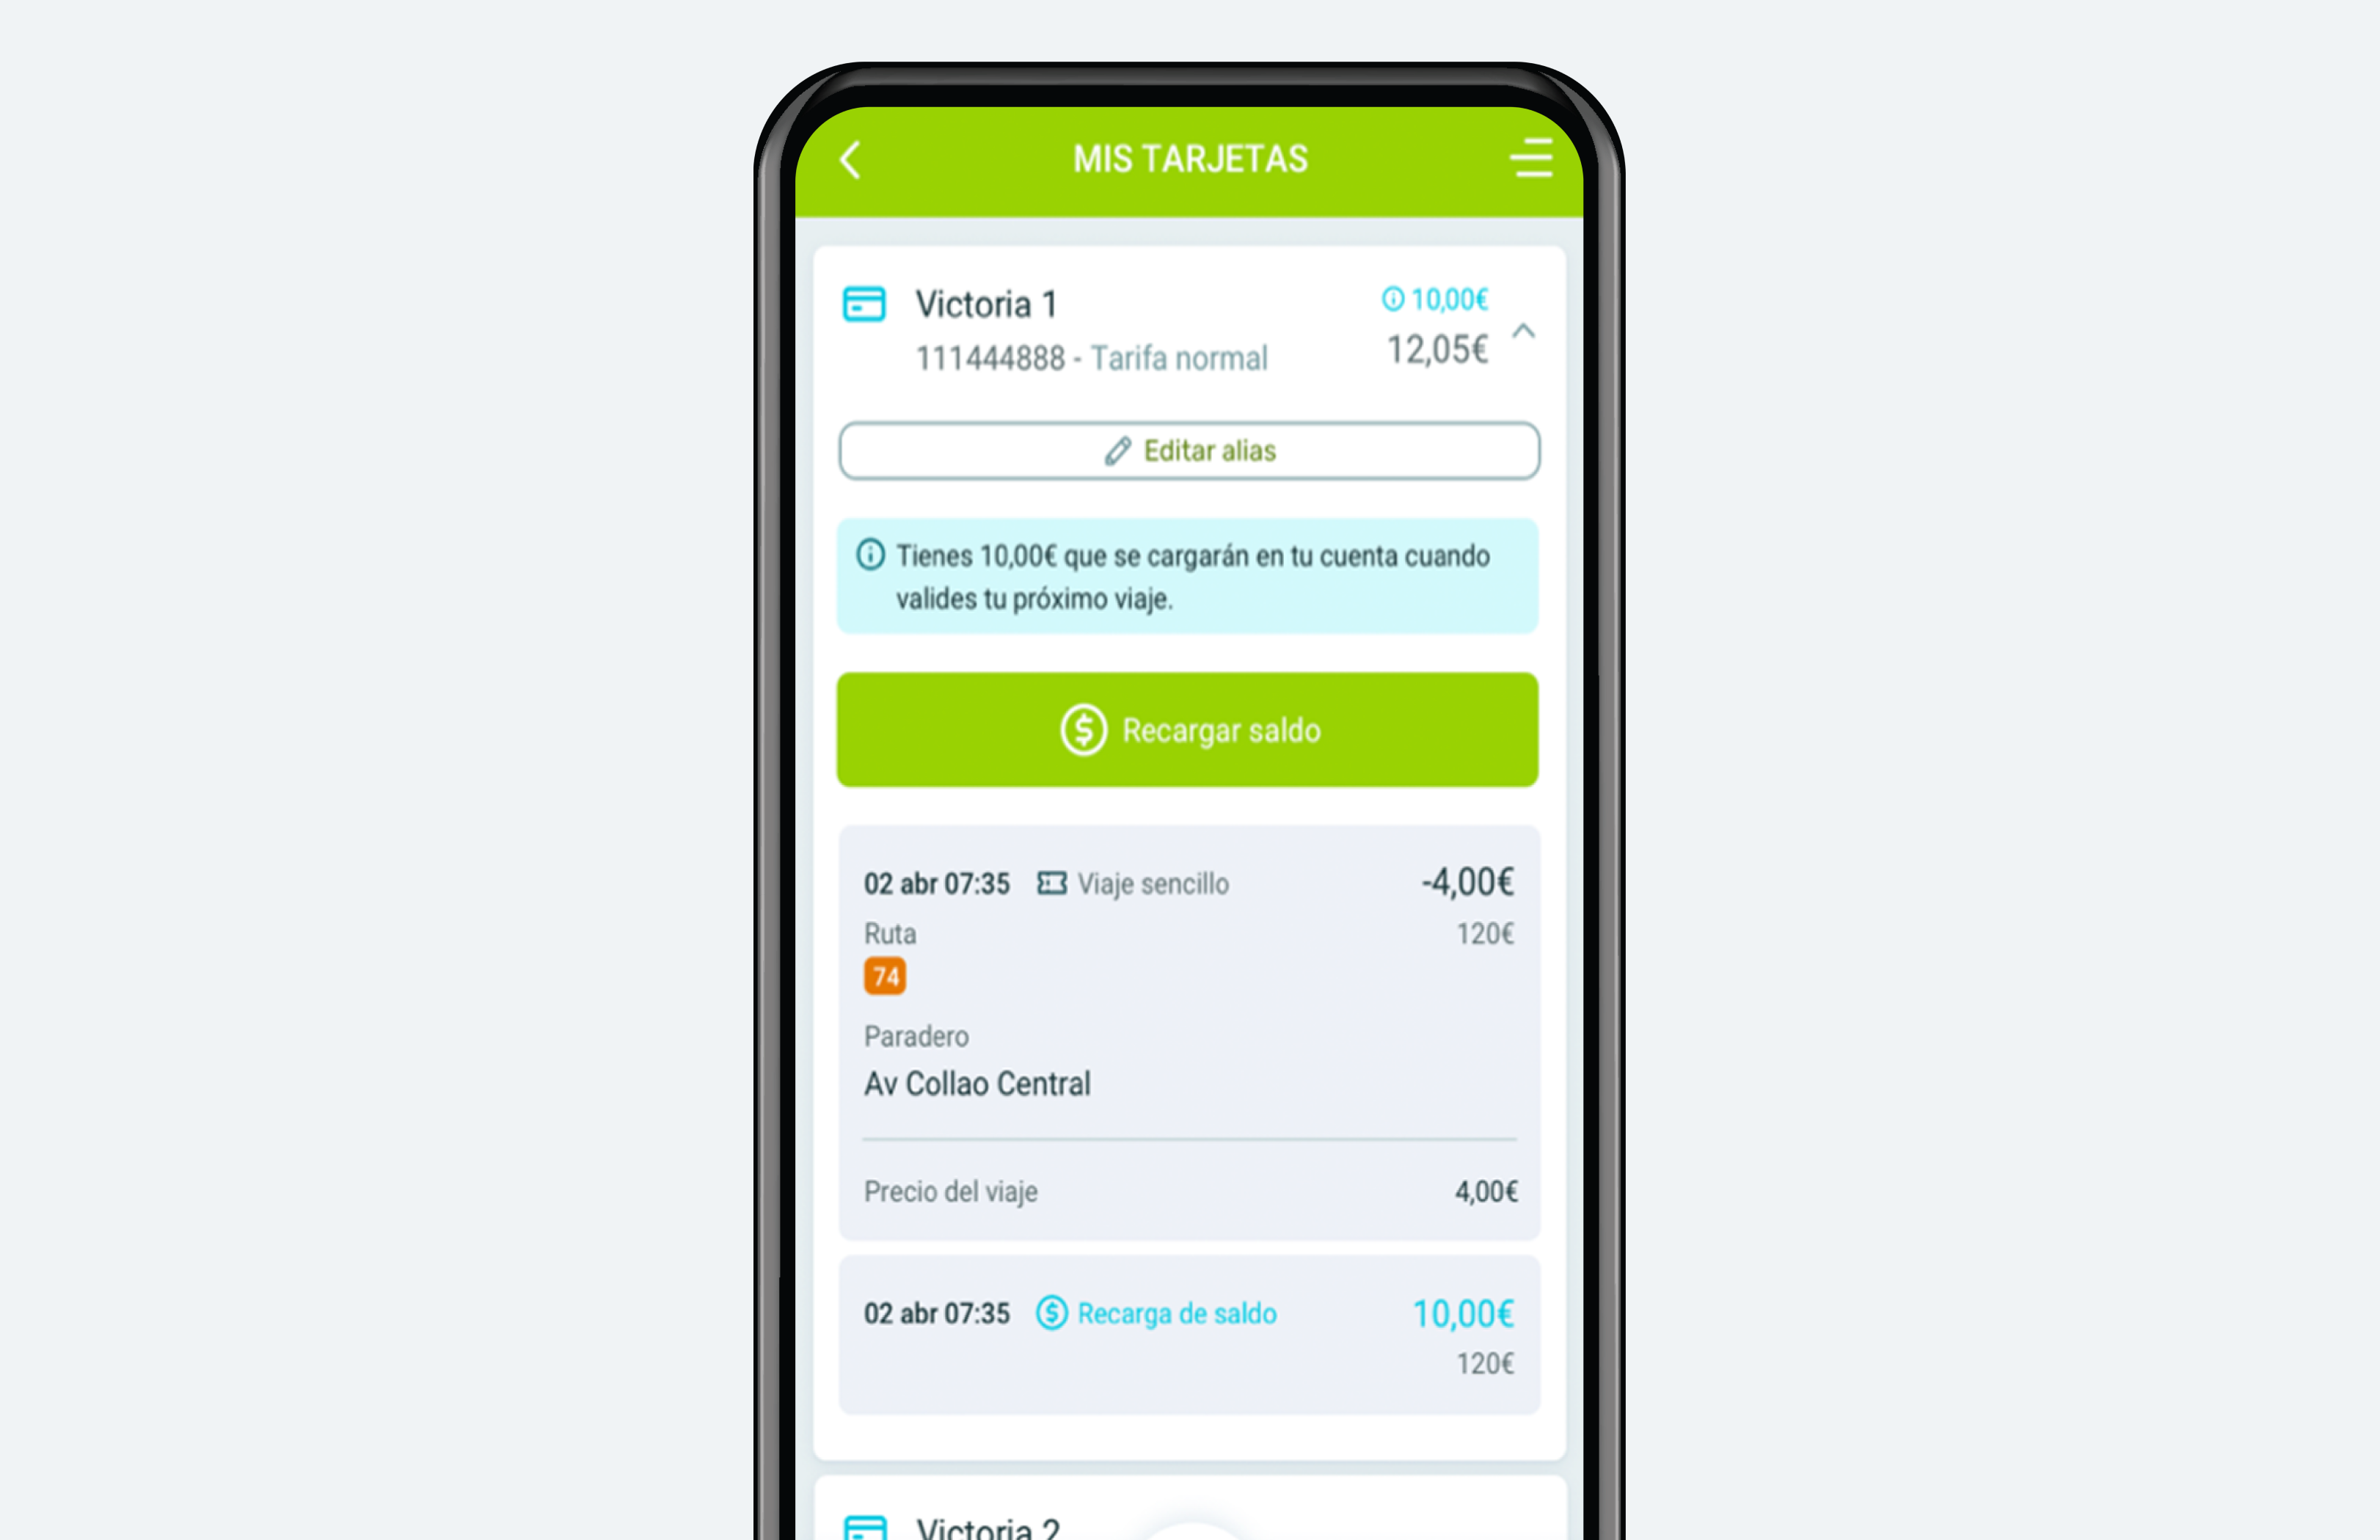 MIS TARJETAS
Victoria 1
10,00€
111444888 - Tarifa normal
12,05€
Editar alias
Tienes 10,00€ que se cargarán en tu cuenta cuando
valides tu próximo viaje.
Recargar saldo
02 abr 07:35 Viaje sencillo -4,00€
Ruta 120€
74
Paradero
Av Collao Central
Precio del viaje 4,00€
02 abr 07:35 Recarga de saldo 10,00€
120€
Victoria 2